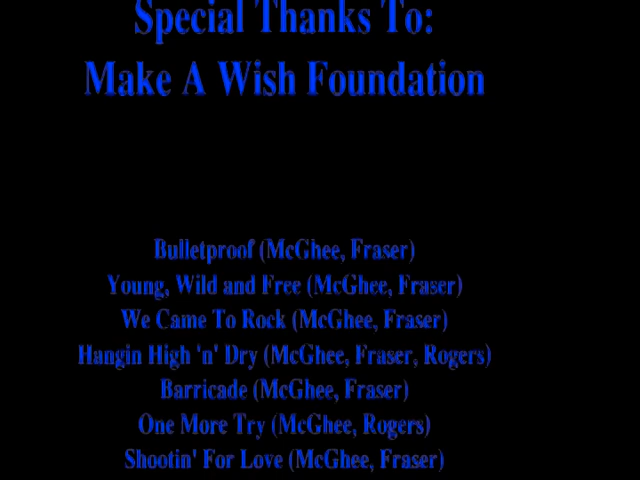 Special Thanks To:
Make A Wish Foundation
Bulletproof (McGhee, Fraser)
Young, Wild and Free (McGhee, Fraser)
We Came To Rock (McGhee, Fraser)
Hangin High 'n' Dry (McGhee, Fraser, Rogers)
Barricade (McGhee, Fraser)
One More Try (McGhee, Rogers)
Shootin' For Love (McGhee, Fraser)